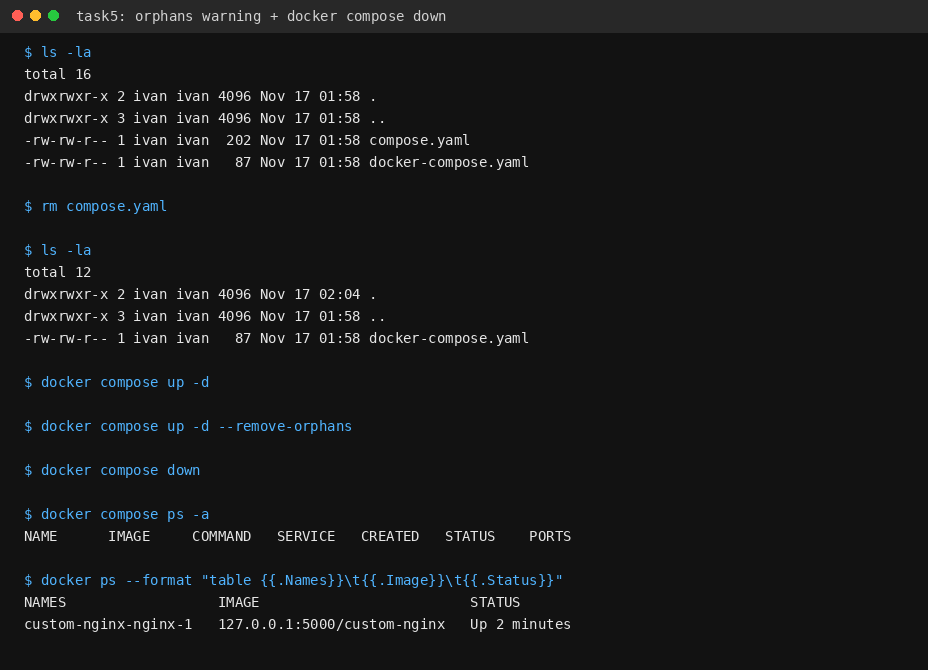 task5: orphans warning + docker compose down
$ ls -la
total 16
drwxrwxr-x 2 ivan ivan 4096 Nov 17 01:58 .
drwxrwxr-x 3 ivan ivan 4096 Nov 17 01:58 ..
-rw-rw-r-- 1 ivan ivan  202 Nov 17 01:58 compose.yaml
-rw-rw-r-- 1 ivan ivan   87 Nov 17 01:58 docker-compose.yaml
$ rm compose.yaml
$ ls -la
total 12
drwxrwxr-x 2 ivan ivan 4096 Nov 17 02:04 .
drwxrwxr-x 3 ivan ivan 4096 Nov 17 01:58 ..
-rw-rw-r-- 1 ivan ivan   87 Nov 17 01:58 docker-compose.yaml
$ docker compose up -d
$ docker compose up -d --remove-orphans
$ docker compose down
$ docker compose ps -a
NAME      IMAGE     COMMAND   SERVICE   CREATED   STATUS    PORTS
$ docker ps --format "table {{.Names}}\t{{.Image}}\t{{.Status}}"
NAMES                  IMAGE                         STATUS
custom-nginx-nginx-1   127.0.0.1:5000/custom-nginx   Up 2 minutes